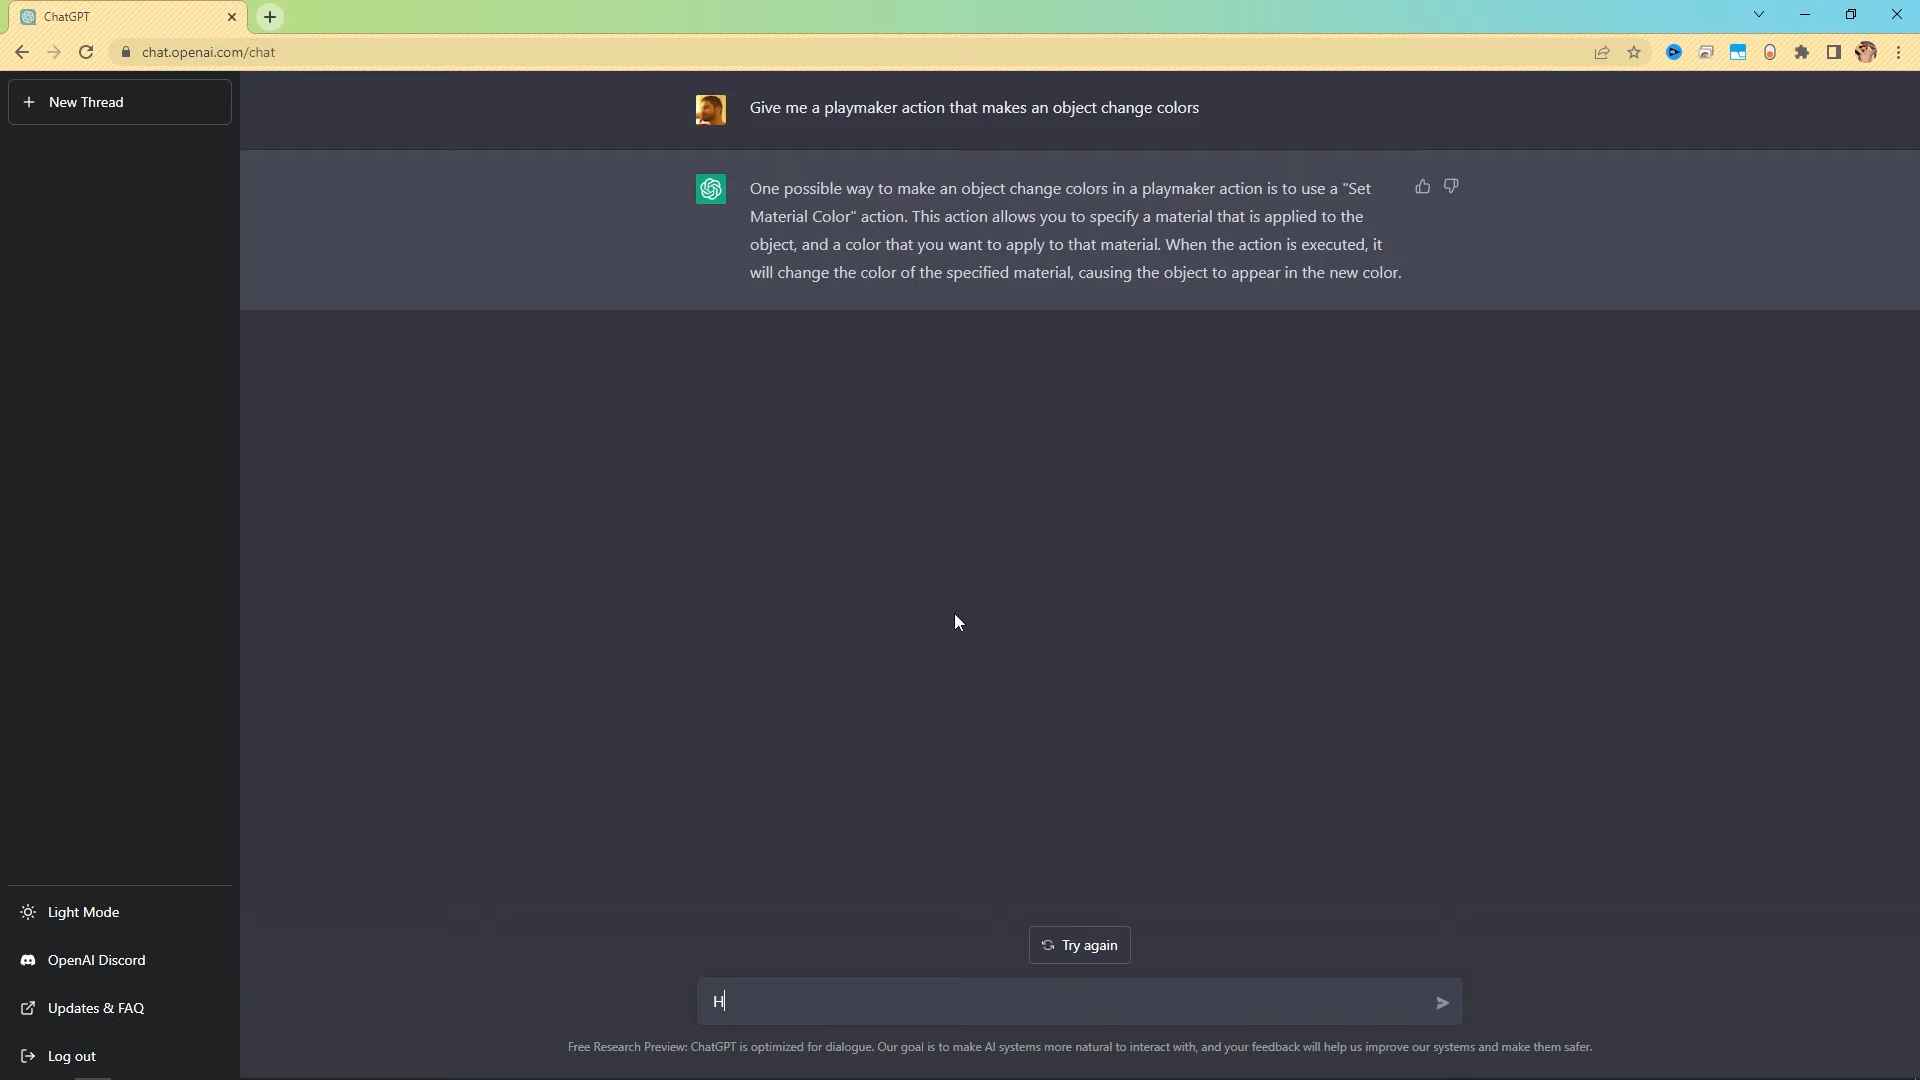 ChatGPT
chat.openai.com/chat
New Thread
Give me a playmaker action that makes an object change colors
One possible way to make an object change colors in a playmaker action is to use a "Set
Material Color" action. This action allows you to specify a material that is applied to the
object, and a color that you want to apply to that material. When the action is executed, it
will change the color of the specified material, causing the object to appear in the new color.
Light Mode
OpenAI Discord
Updates & FAQ
Log out
Try again
H
Free Research Preview: ChatGPT is optimized for dialogue. Our goal is to make AI systems more natural to interact with, and your feedback will help us improve our systems and make them safer.